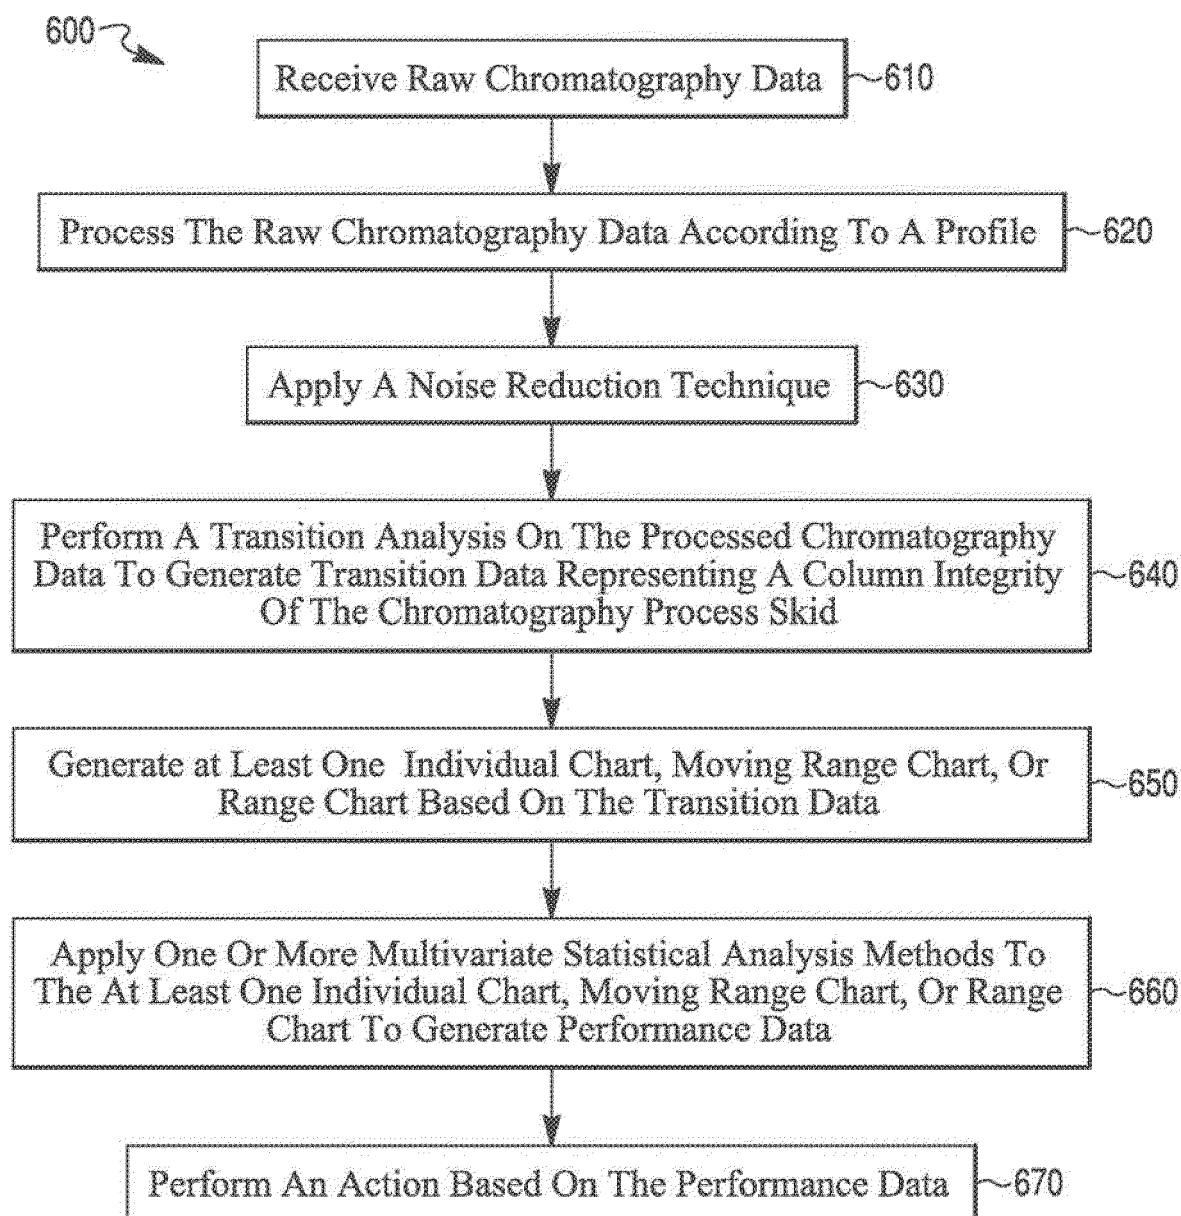 600
Receive Raw Chromatography Data
610
Process The Raw Chromatography Data According To A Profile
620
Apply A Noise Reduction Technique
630
Perform A Transition Analysis On The Processed Chromatography
Data To Generate Transition Data Representing A Column Integrity
Of The Chromatography Process Skid
640
Generate at Least One Individual Chart, Moving Range Chart, Or
Range Chart Based On The Transition Data
650
Apply One Or More Multivariate Statistical Analysis Methods To
The At Least One Individual Chart, Moving Range Chart, Or Range
Chart To Generate Performance Data
660
Perform An Action Based On The Performance Data
670